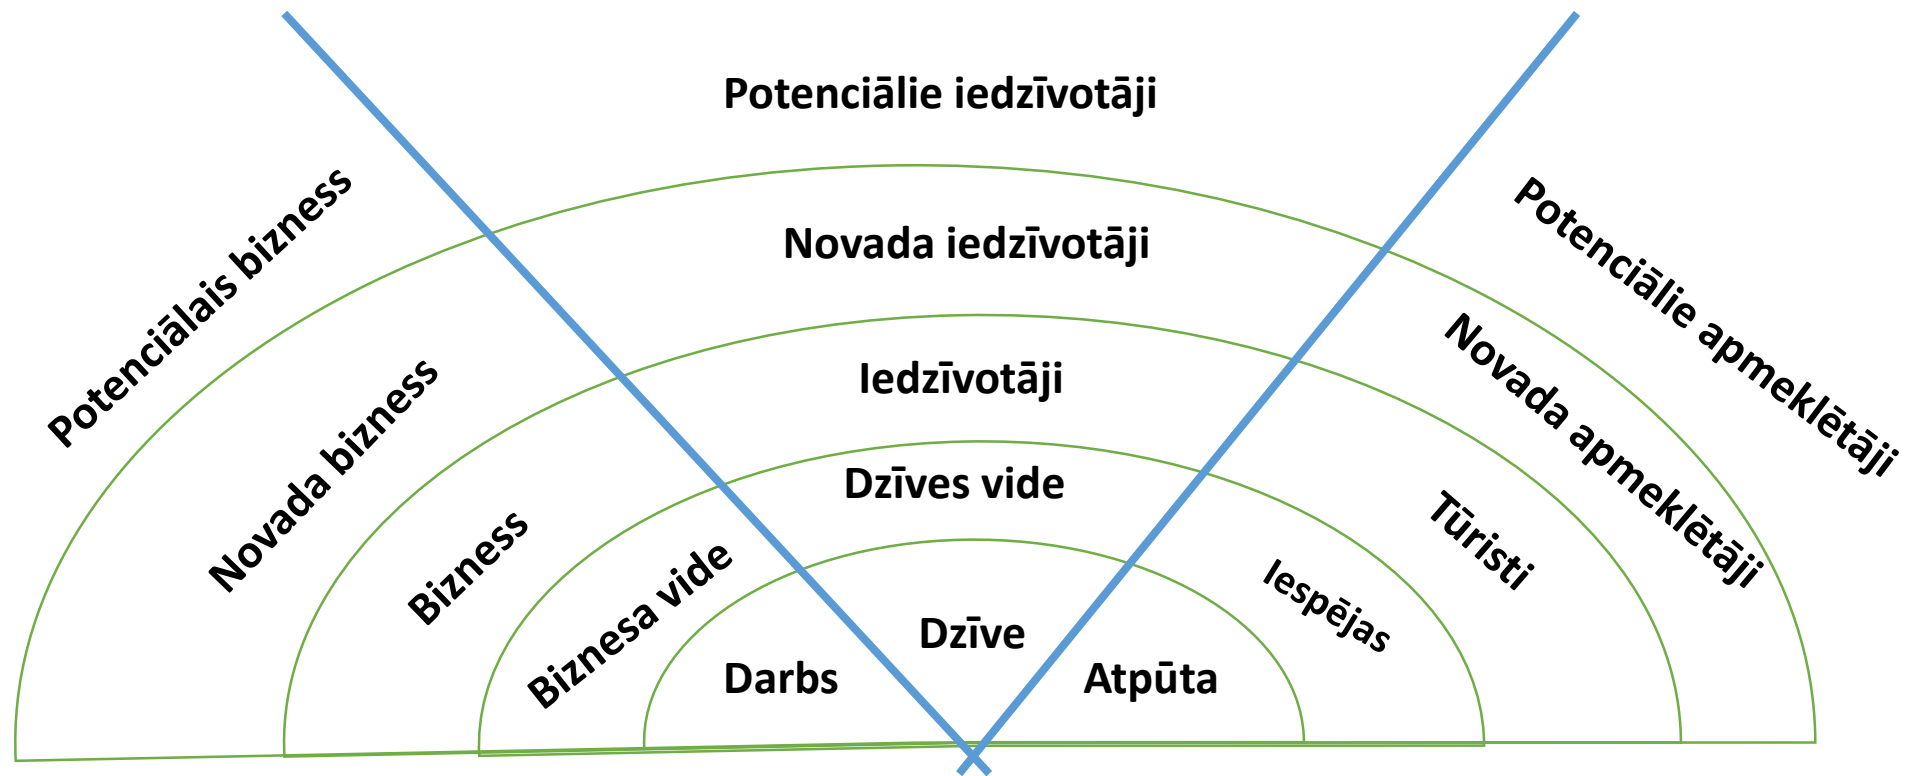 Potenciālie iedzīvotāji
Potenciālais bizness
Potenciālie apmeklētāji
Novada iedzīvotāji
Novada bizness
Novada apmeklētāji
Iedzīvotāji
Bizness
Tūristi
Dzīves vide
Biznesa vide
Iespējas
Dzīve
Darbs
Atpūta